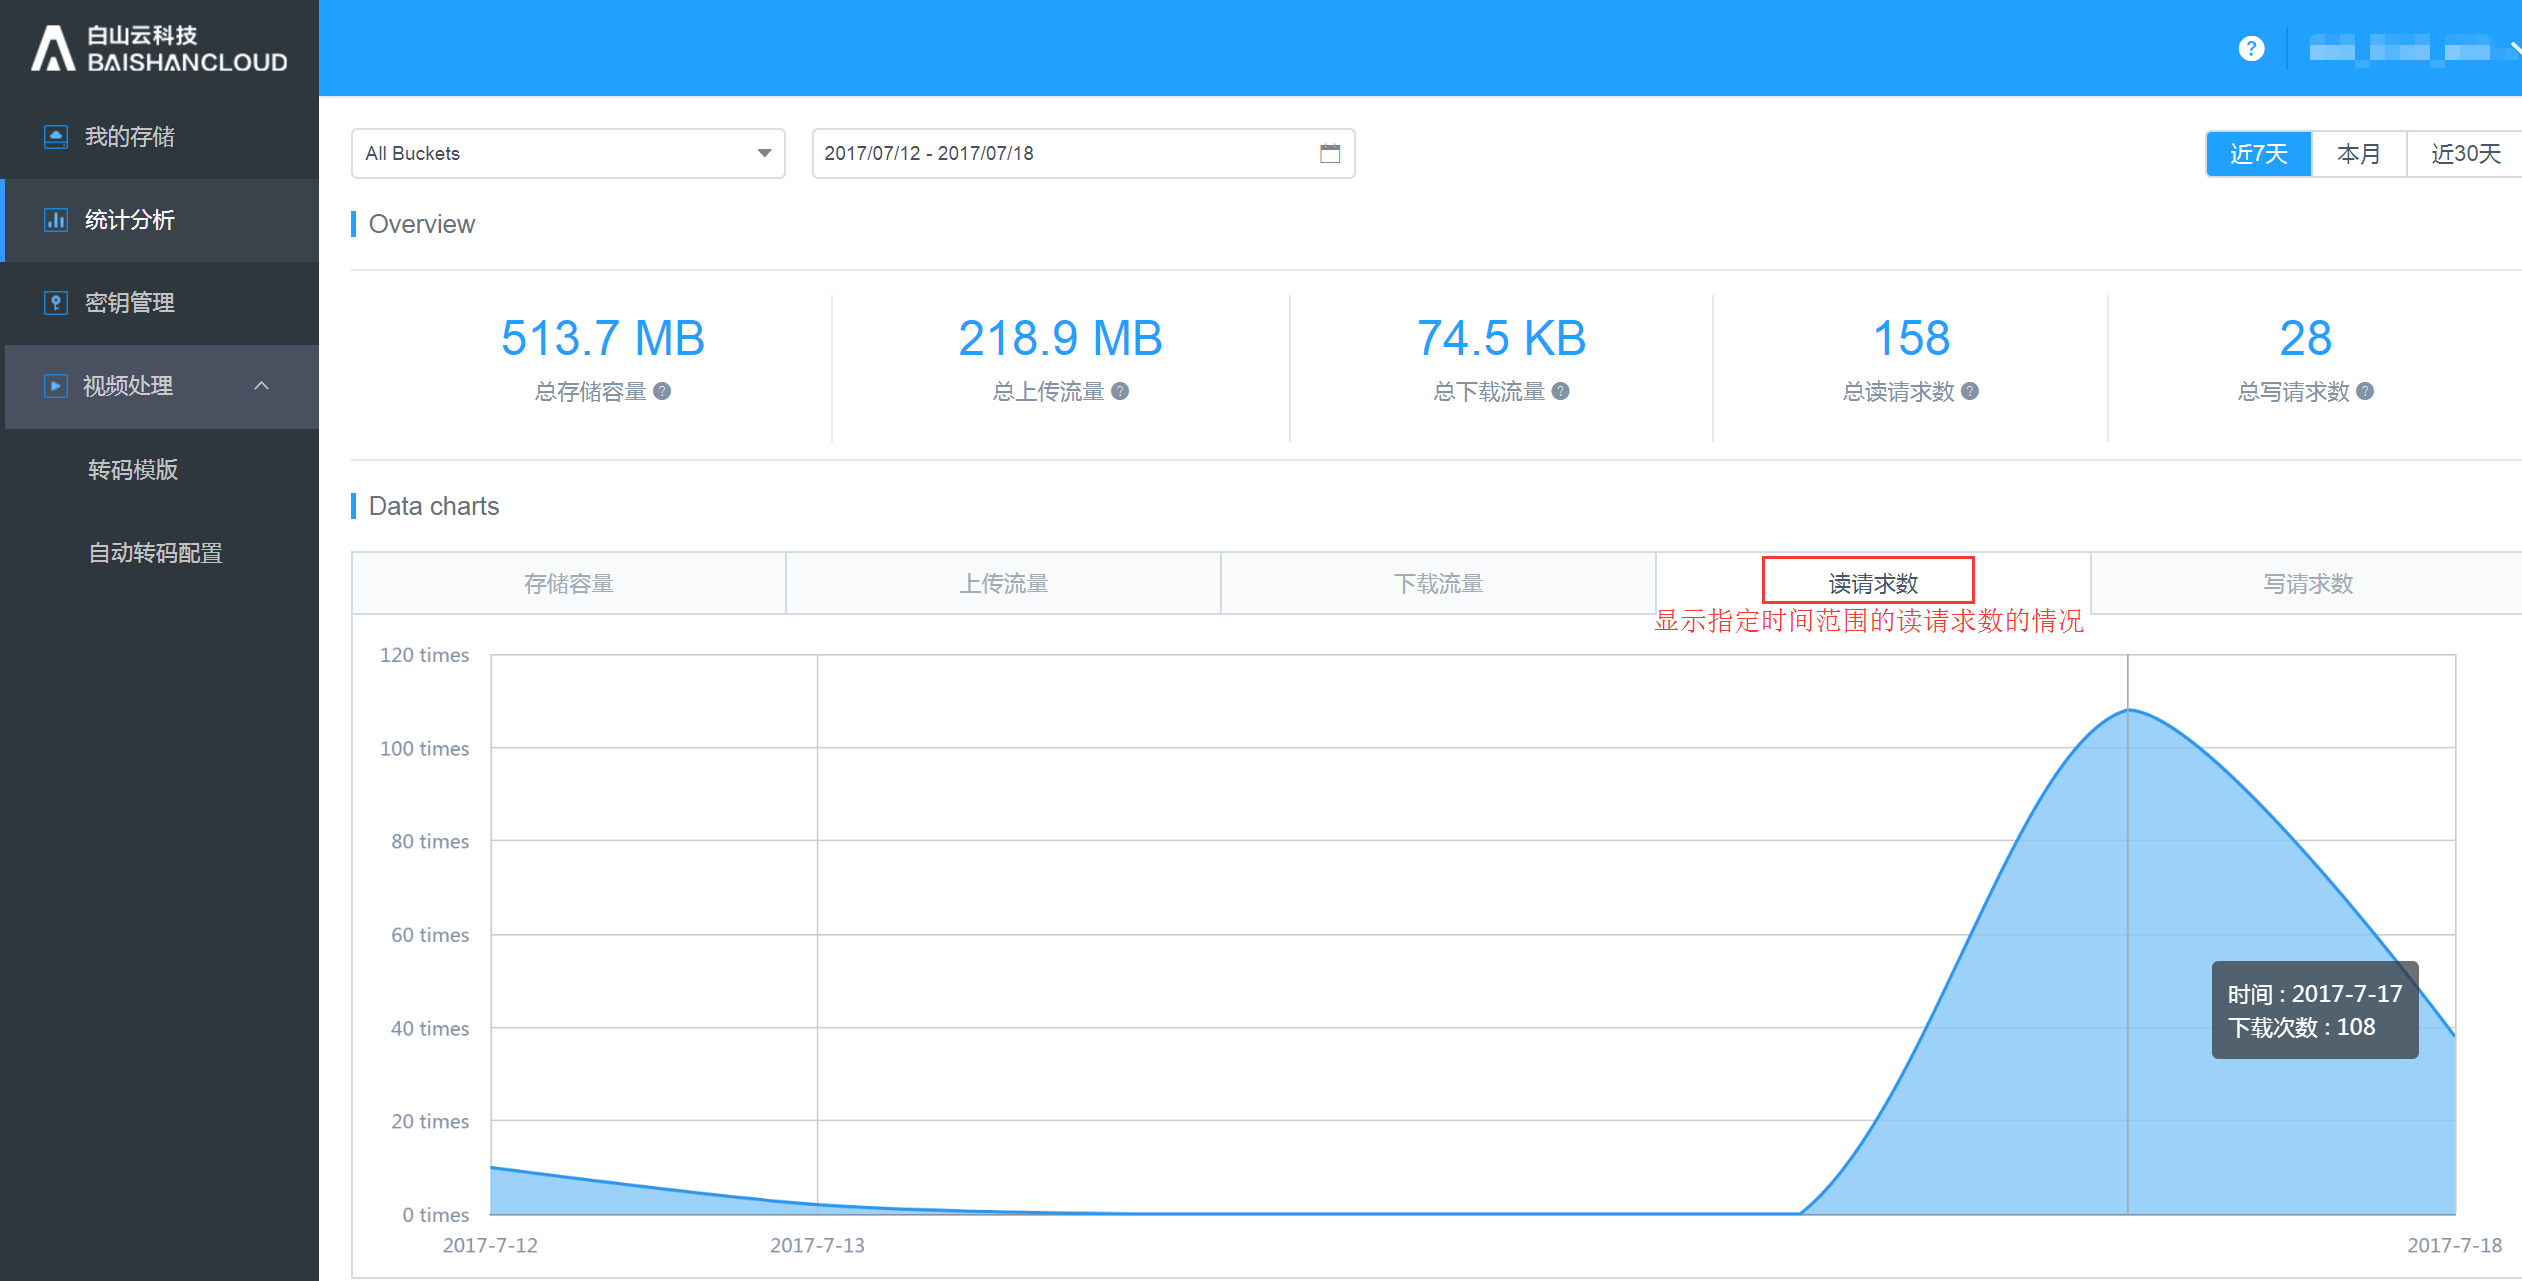 白山云科技
BAISHANCLOUD
我的存储
统计分析
密钥管理
视频处理
转码模版
自动转码配置
All Buckets
2017/07/12 - 2017/07/18
近7天
本月
近30天
Overview
513.7 MB
总存储容量
218.9 MB
总上传流量
74.5 KB
总下载流量
158
总读请求数
28
总写请求数
Data charts
存储容量
上传流量
下载流量
读请求数
写请求数
显示指定时间范围的读请求数的情况
120 times
100 times
80 times
60 times
40 times
20 times
0 times
时间 : 2017-7-17
下载次数 : 108
2017-7-12
2017-7-13
2017-7-18